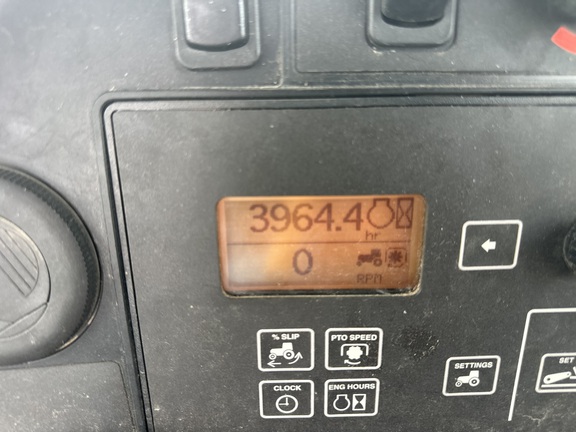 3964.4
hr
0
RPM
% SLIP
PTO SPEED
CLOCK
ENG HOURS
SETTINGS
SET